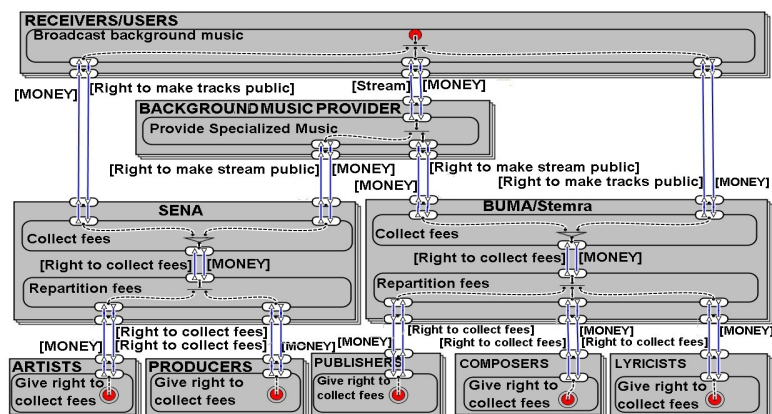 RECEIVERS/USERS
Broadcast background music
[MONEY] [Right to make tracks public] [Stream] [MONEY]
BACKGROUND MUSIC PROVIDER
Provide Specialized Music
[Right to make stream public] [MONEY] [Right to make stream public]
[MONEY] [Right to make tracks public] [MONEY]
SENA BUMA/Stemra
Collect fees Collect fees
[Right to collect fees] [MONEY] [Right to collect fees] [MONEY]
Repartition fees Repartition fees
[Right to collect fees] [Right to collect fees] [MONEY] [MONEY]
[MONEY] [Right to collect fees] [MONEY] [MONEY] [Right to collect fees] [Right to collect fees]
ARTISTS PRODUCERS PUBLISHERS COMPOSERS LYRICISTS
Give right to Give right to Give right to Give right to Give right to
collect fees collect fees collect fees collect fees collect fees